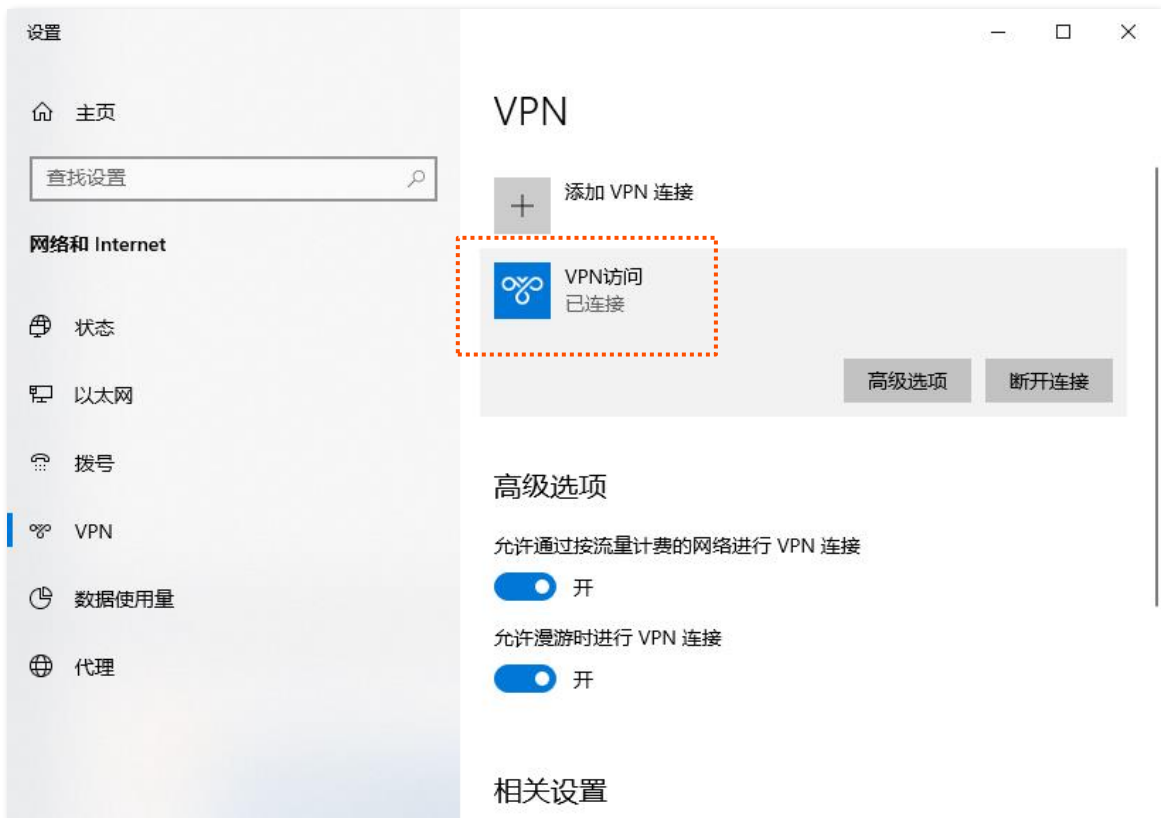 设置
主页
查找设置
网络和 Internet
状态
以太网
拨号
VPN
数据使用量
代理
VPN
添加 VPN 连接
VPN访问
已连接
高级选项
断开连接
高级选项
允许通过按流量计费的网络进行 VPN 连接
开
允许漫游时进行 VPN 连接
开
相关设置